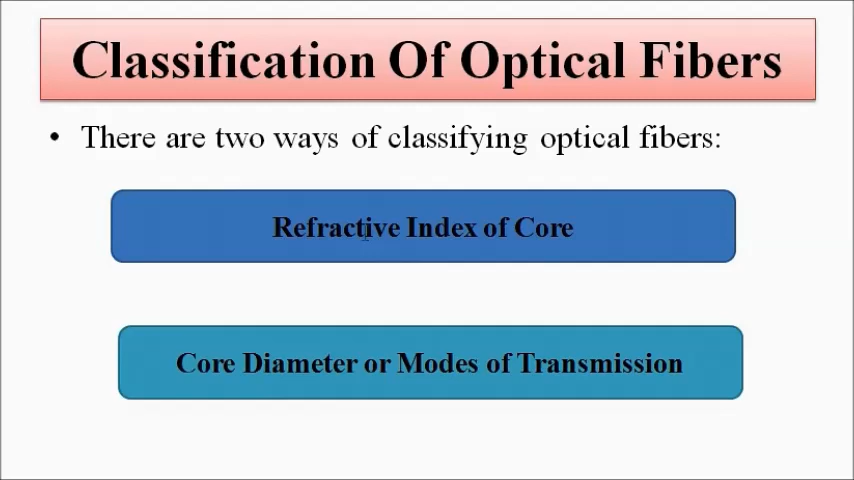 Classification Of Optical Fibers
• There are two ways of classifying optical fibers:
Refractive Index of Core
Core Diameter or Modes of Transmission